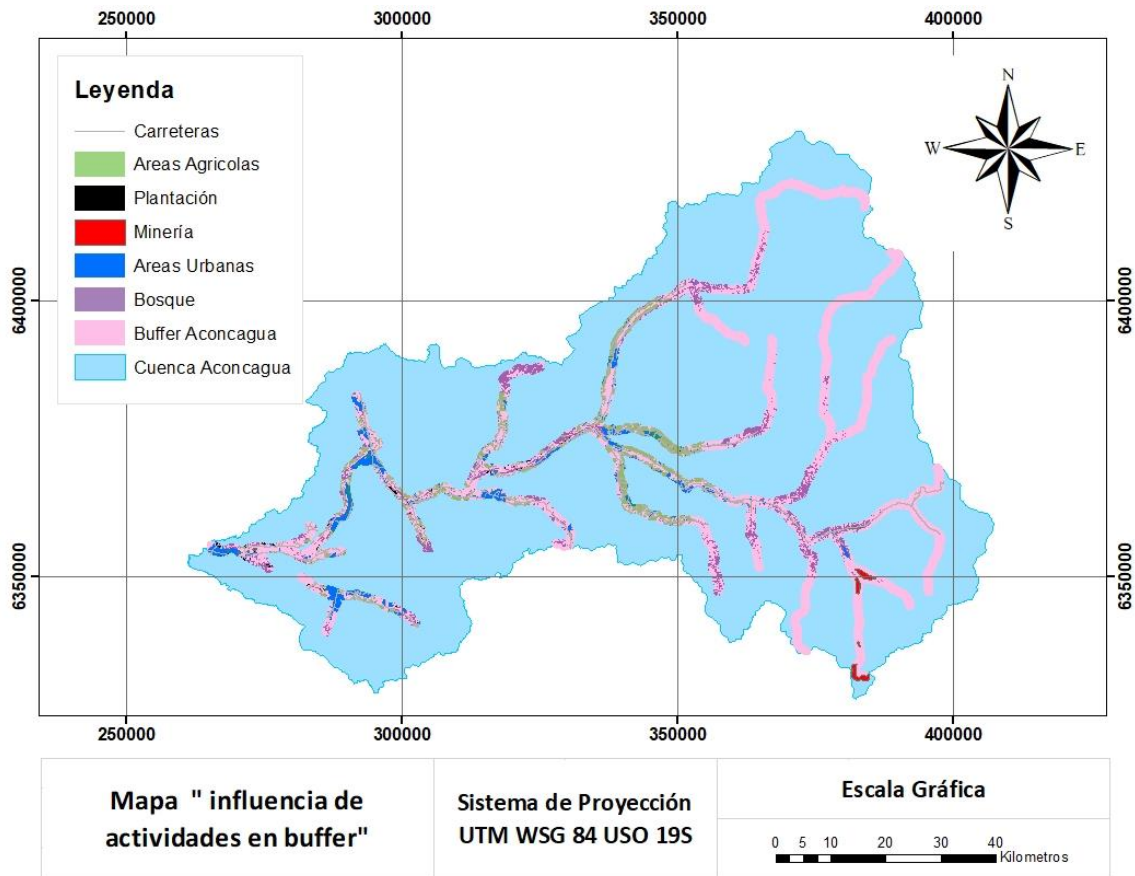 250000 300000 350000 400000
Leyenda
Carreteras
Areas Agricolas
Plantación
Minería
Areas Urbanas
Bosque
Buffer Aconcagua
Cuenca Aconcagua
N
W E
S
6400000 6400000
6350000 6350000
250000 300000 350000 400000
Mapa " influencia de
actividades en buffer"
Sistema de Proyección
UTM WSG 84 USO 19S
Escala Gráfica
0 5 10 20 30 40
Kilometros